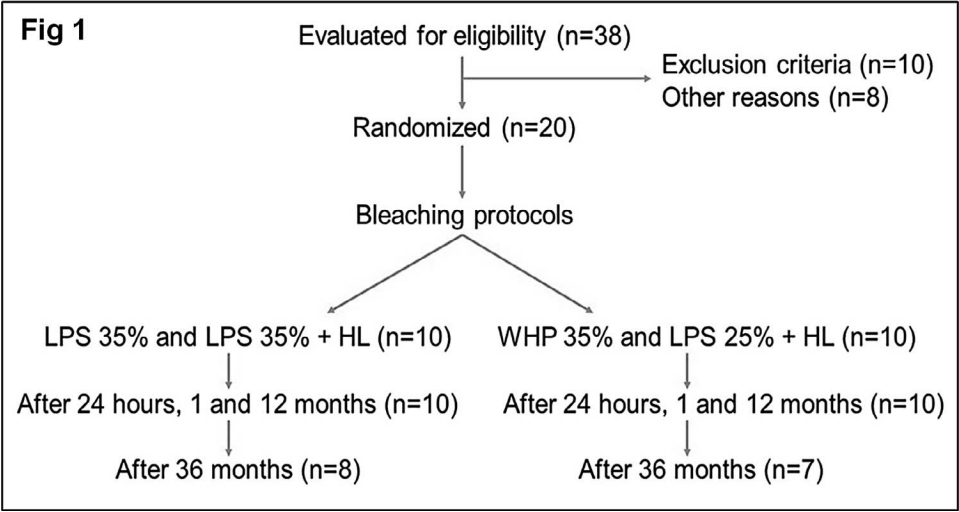 Fig 1
Evaluated for eligibility (n=38)
Exclusion criteria (n=10)
Other reasons (n=8)
Randomized (n=20)
Bleaching protocols
LPS 35% and LPS 35% + HL (n=10)
WHP 35% and LPS 25% + HL (n=10)
After 24 hours, 1 and 12 months (n=10)
After 24 hours, 1 and 12 months (n=10)
After 36 months (n=8)
After 36 months (n=7)